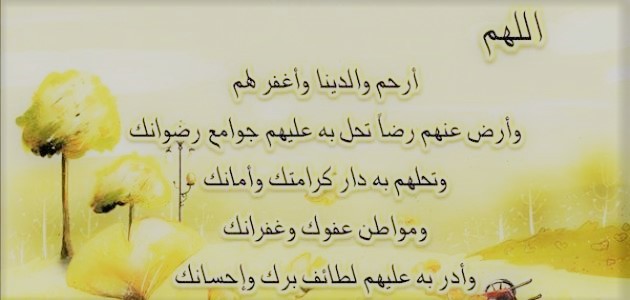 اللهم
أرحم والدينا وأغفر لهم
وأرض عنهم رضاً تحل به عليهم جوامع رضوانك
وتحلهم به دار كرامتك وأمانك
ومواطن عفوك وغفرانك
وأدر به عليهم لطائف برك وإحسانك